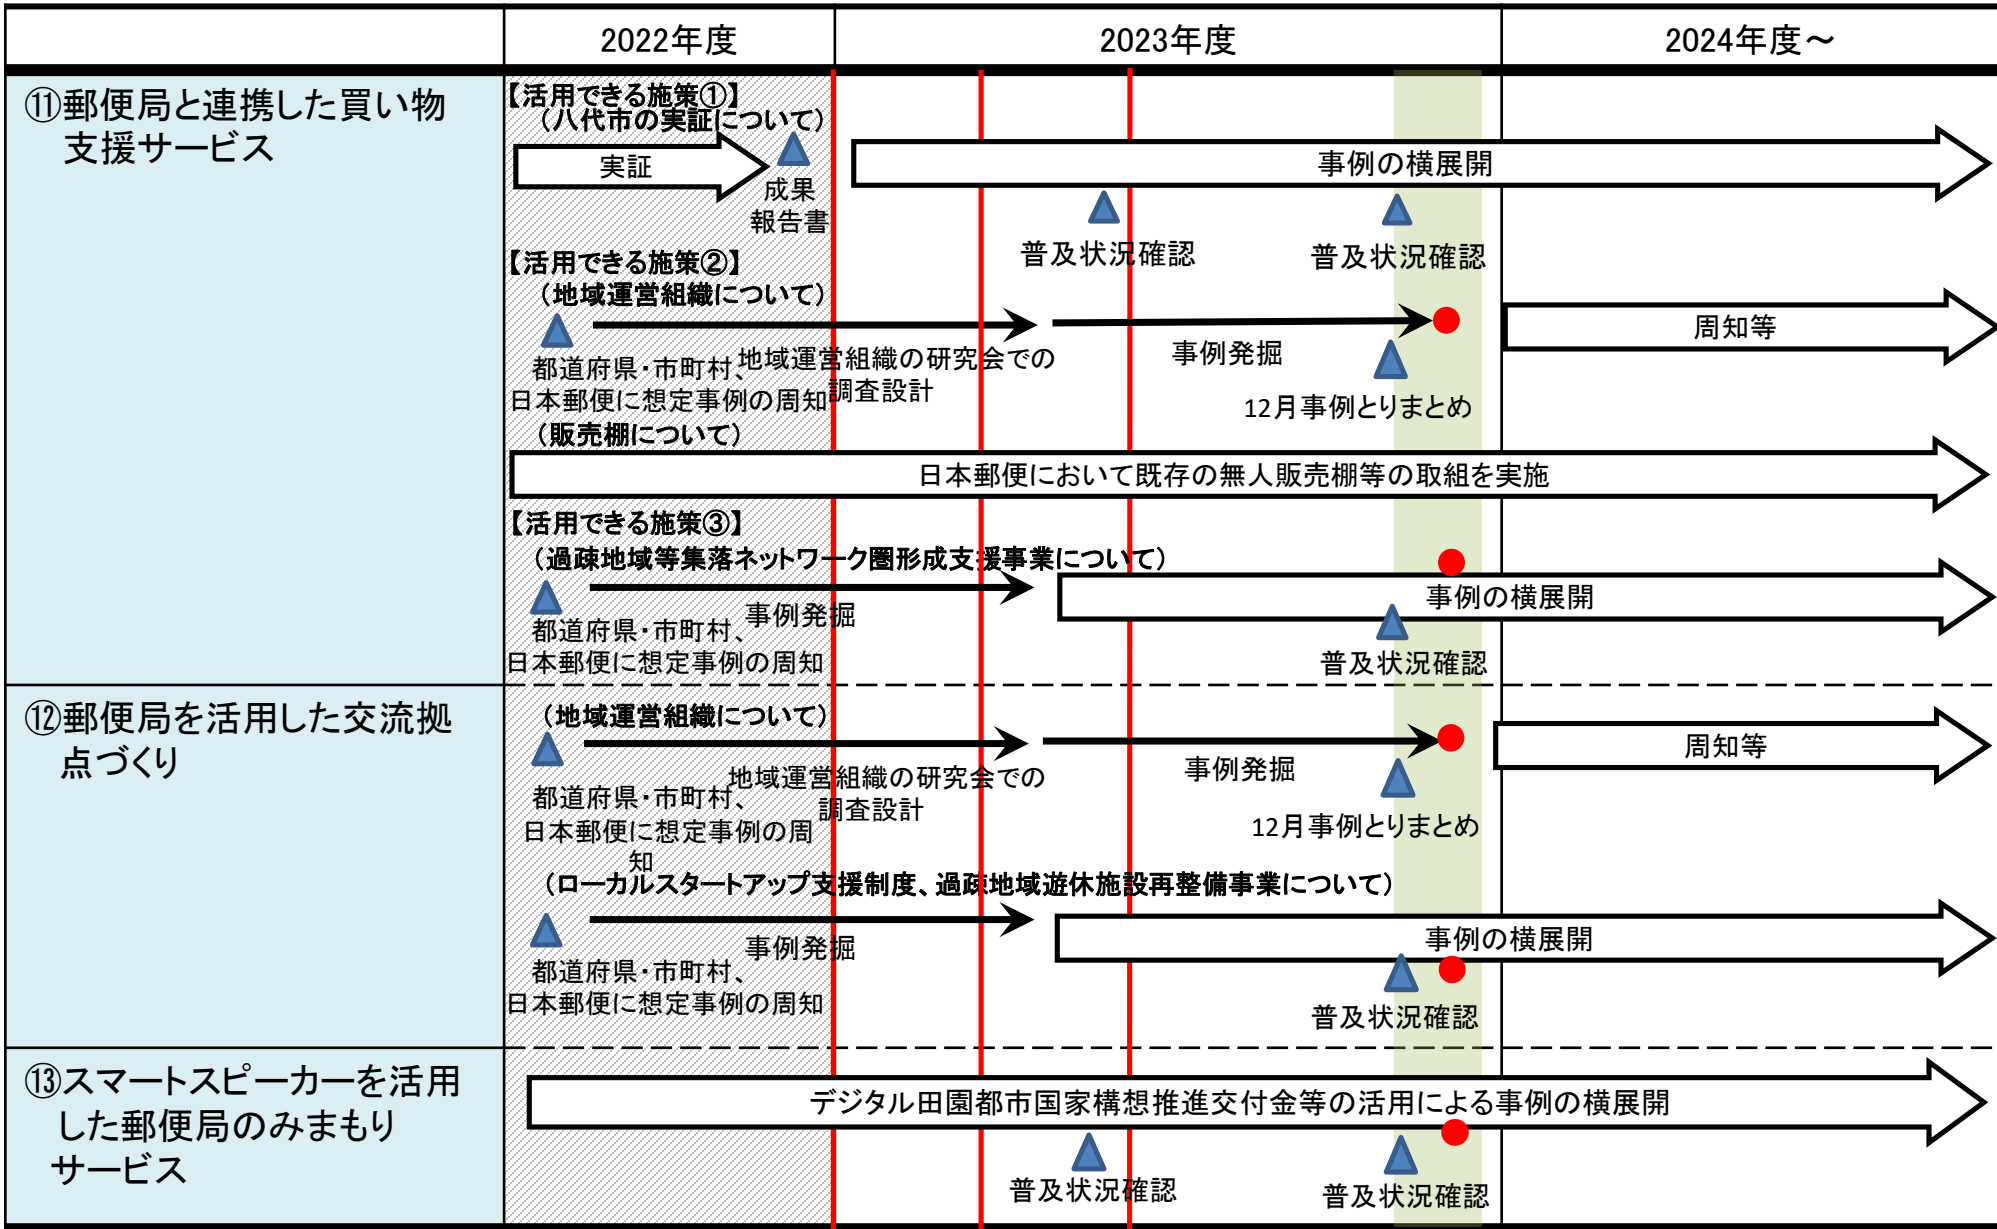 2022年度
2023年度
2024年度～
⑪郵便局と連携した買い物
支援サービス
【活用できる施策①】
（八代市の実証について）
実証
成果
報告書
事例の横展開
普及状況確認
普及状況確認
【活用できる施策②】
（地域運営組織について）
都道府県・市町村、
日本郵便に想定事例の周知
地域運営組織の研究会での
調査設計
事例発掘
12月事例とりまとめ
周知等
（販売棚について）
日本郵便において既存の無人販売棚等の取組を実施
【活用できる施策③】
（過疎地域等集落ネットワーク圏形成支援事業について）
事例発掘
都道府県・市町村、
日本郵便に想定事例の周知
事例の横展開
普及状況確認
⑫郵便局を活用した交流拠
点づくり
（地域運営組織について）
都道府県・市町村、
日本郵便に想定事例の周
知
地域運営組織の研究会での
調査設計
事例発掘
12月事例とりまとめ
周知等
（ローカルスタートアップ支援制度、過疎地域遊休施設再整備事業について）
事例発掘
都道府県・市町村、
日本郵便に想定事例の周知
事例の横展開
普及状況確認
⑬スマートスピーカーを活用
した郵便局のみまもり
サービス
デジタル田園都市国家構想推進交付金等の活用による事例の横展開
普及状況確認
普及状況確認